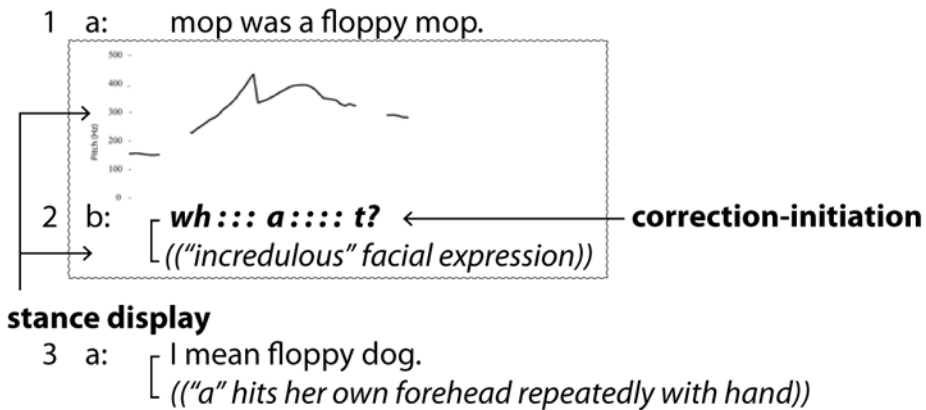 1 a: mop was a floppy mop.
500 -
400 -
300 -
200 -
100 -
0 -
Pitch (Hz)
2 b: wh : : : a : : : : t? correction-initiation
((“incredulous” facial expression))
stance display
3 a: I mean floppy dog.
((“a” hits her own forehead repeatedly with hand))